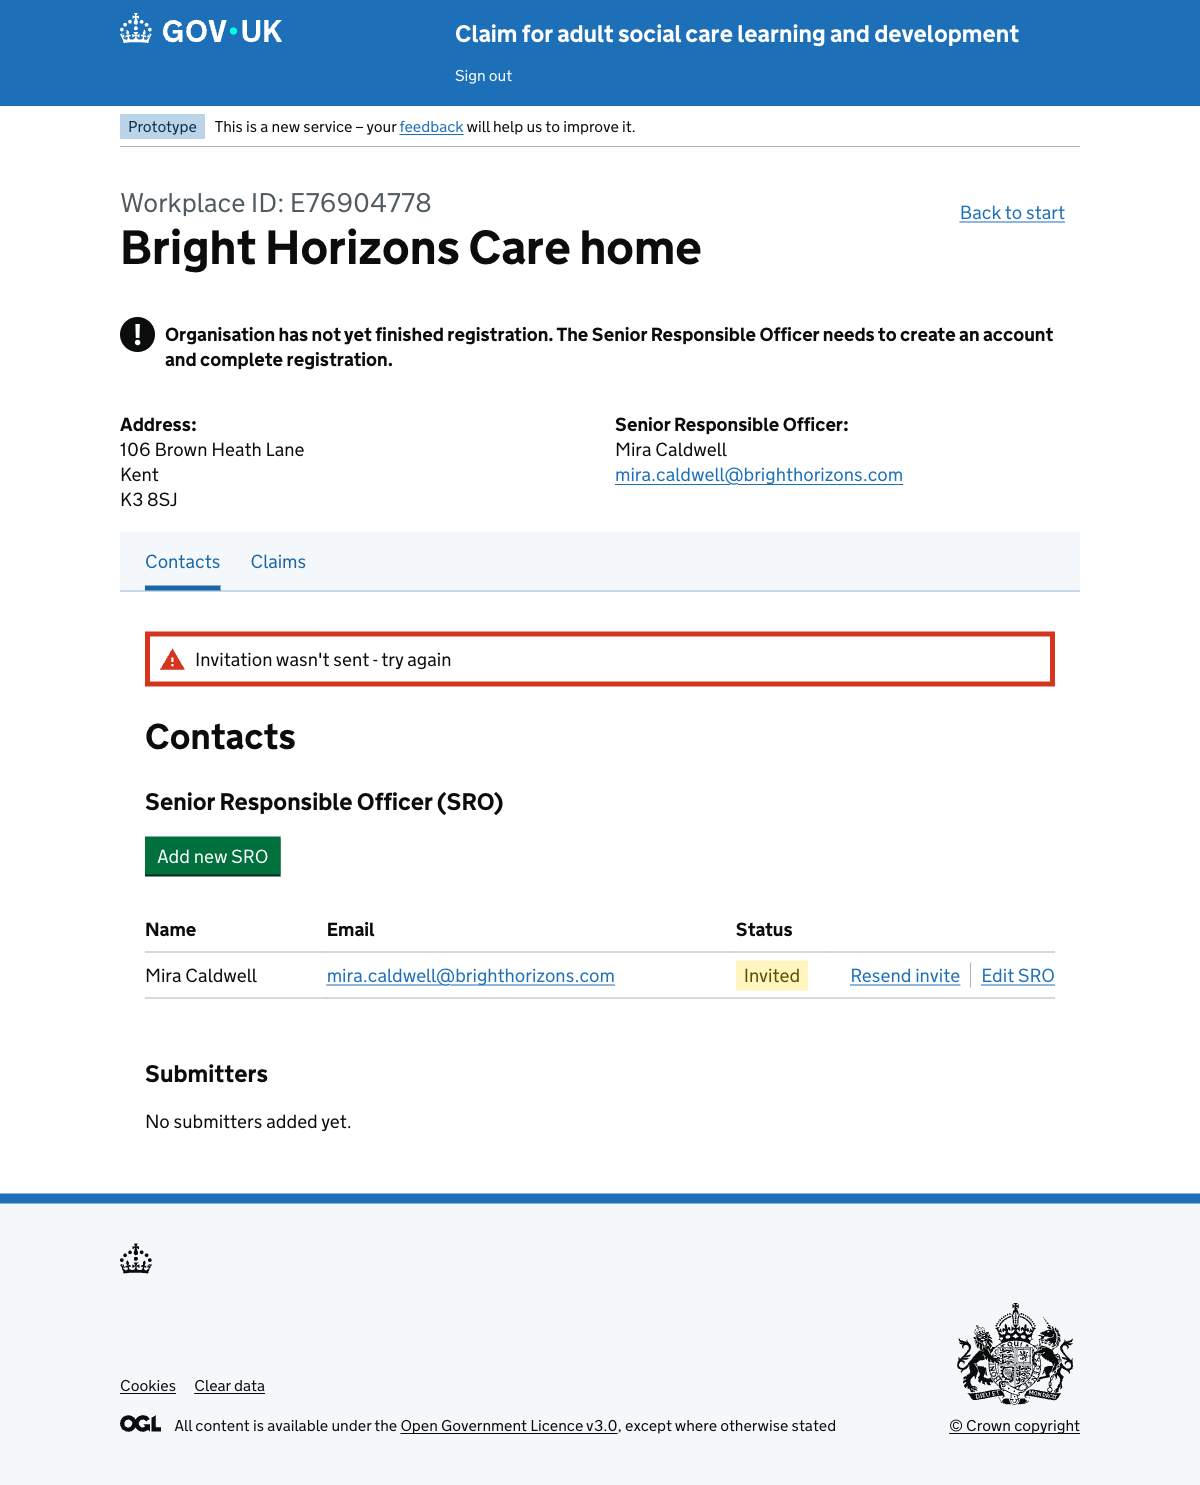 GOV·UK
Claim for adult social care learning and development
Sign out
Prototype This is a new service – your feedback will help us to improve it.
Workplace ID: E76904778
Back to start
Bright Horizons Care home
! Organisation has not yet finished registration. The Senior Responsible Officer needs to create an account
and complete registration.
Address:
106 Brown Heath Lane
Kent
K3 8SJ
Senior Responsible Officer:
Mira Caldwell
mira.caldwell@brighthorizons.com
Contacts Claims
Invitation wasn't sent - try again
Contacts
Senior Responsible Officer (SRO)
Add new SRO
Name Email Status
Mira Caldwell mira.caldwell@brighthorizons.com Invited Resend invite Edit SRO
Submitters
No submitters added yet.
Cookies Clear data
OGL All content is available under the Open Government Licence v3.0, except where otherwise stated
© Crown copyright